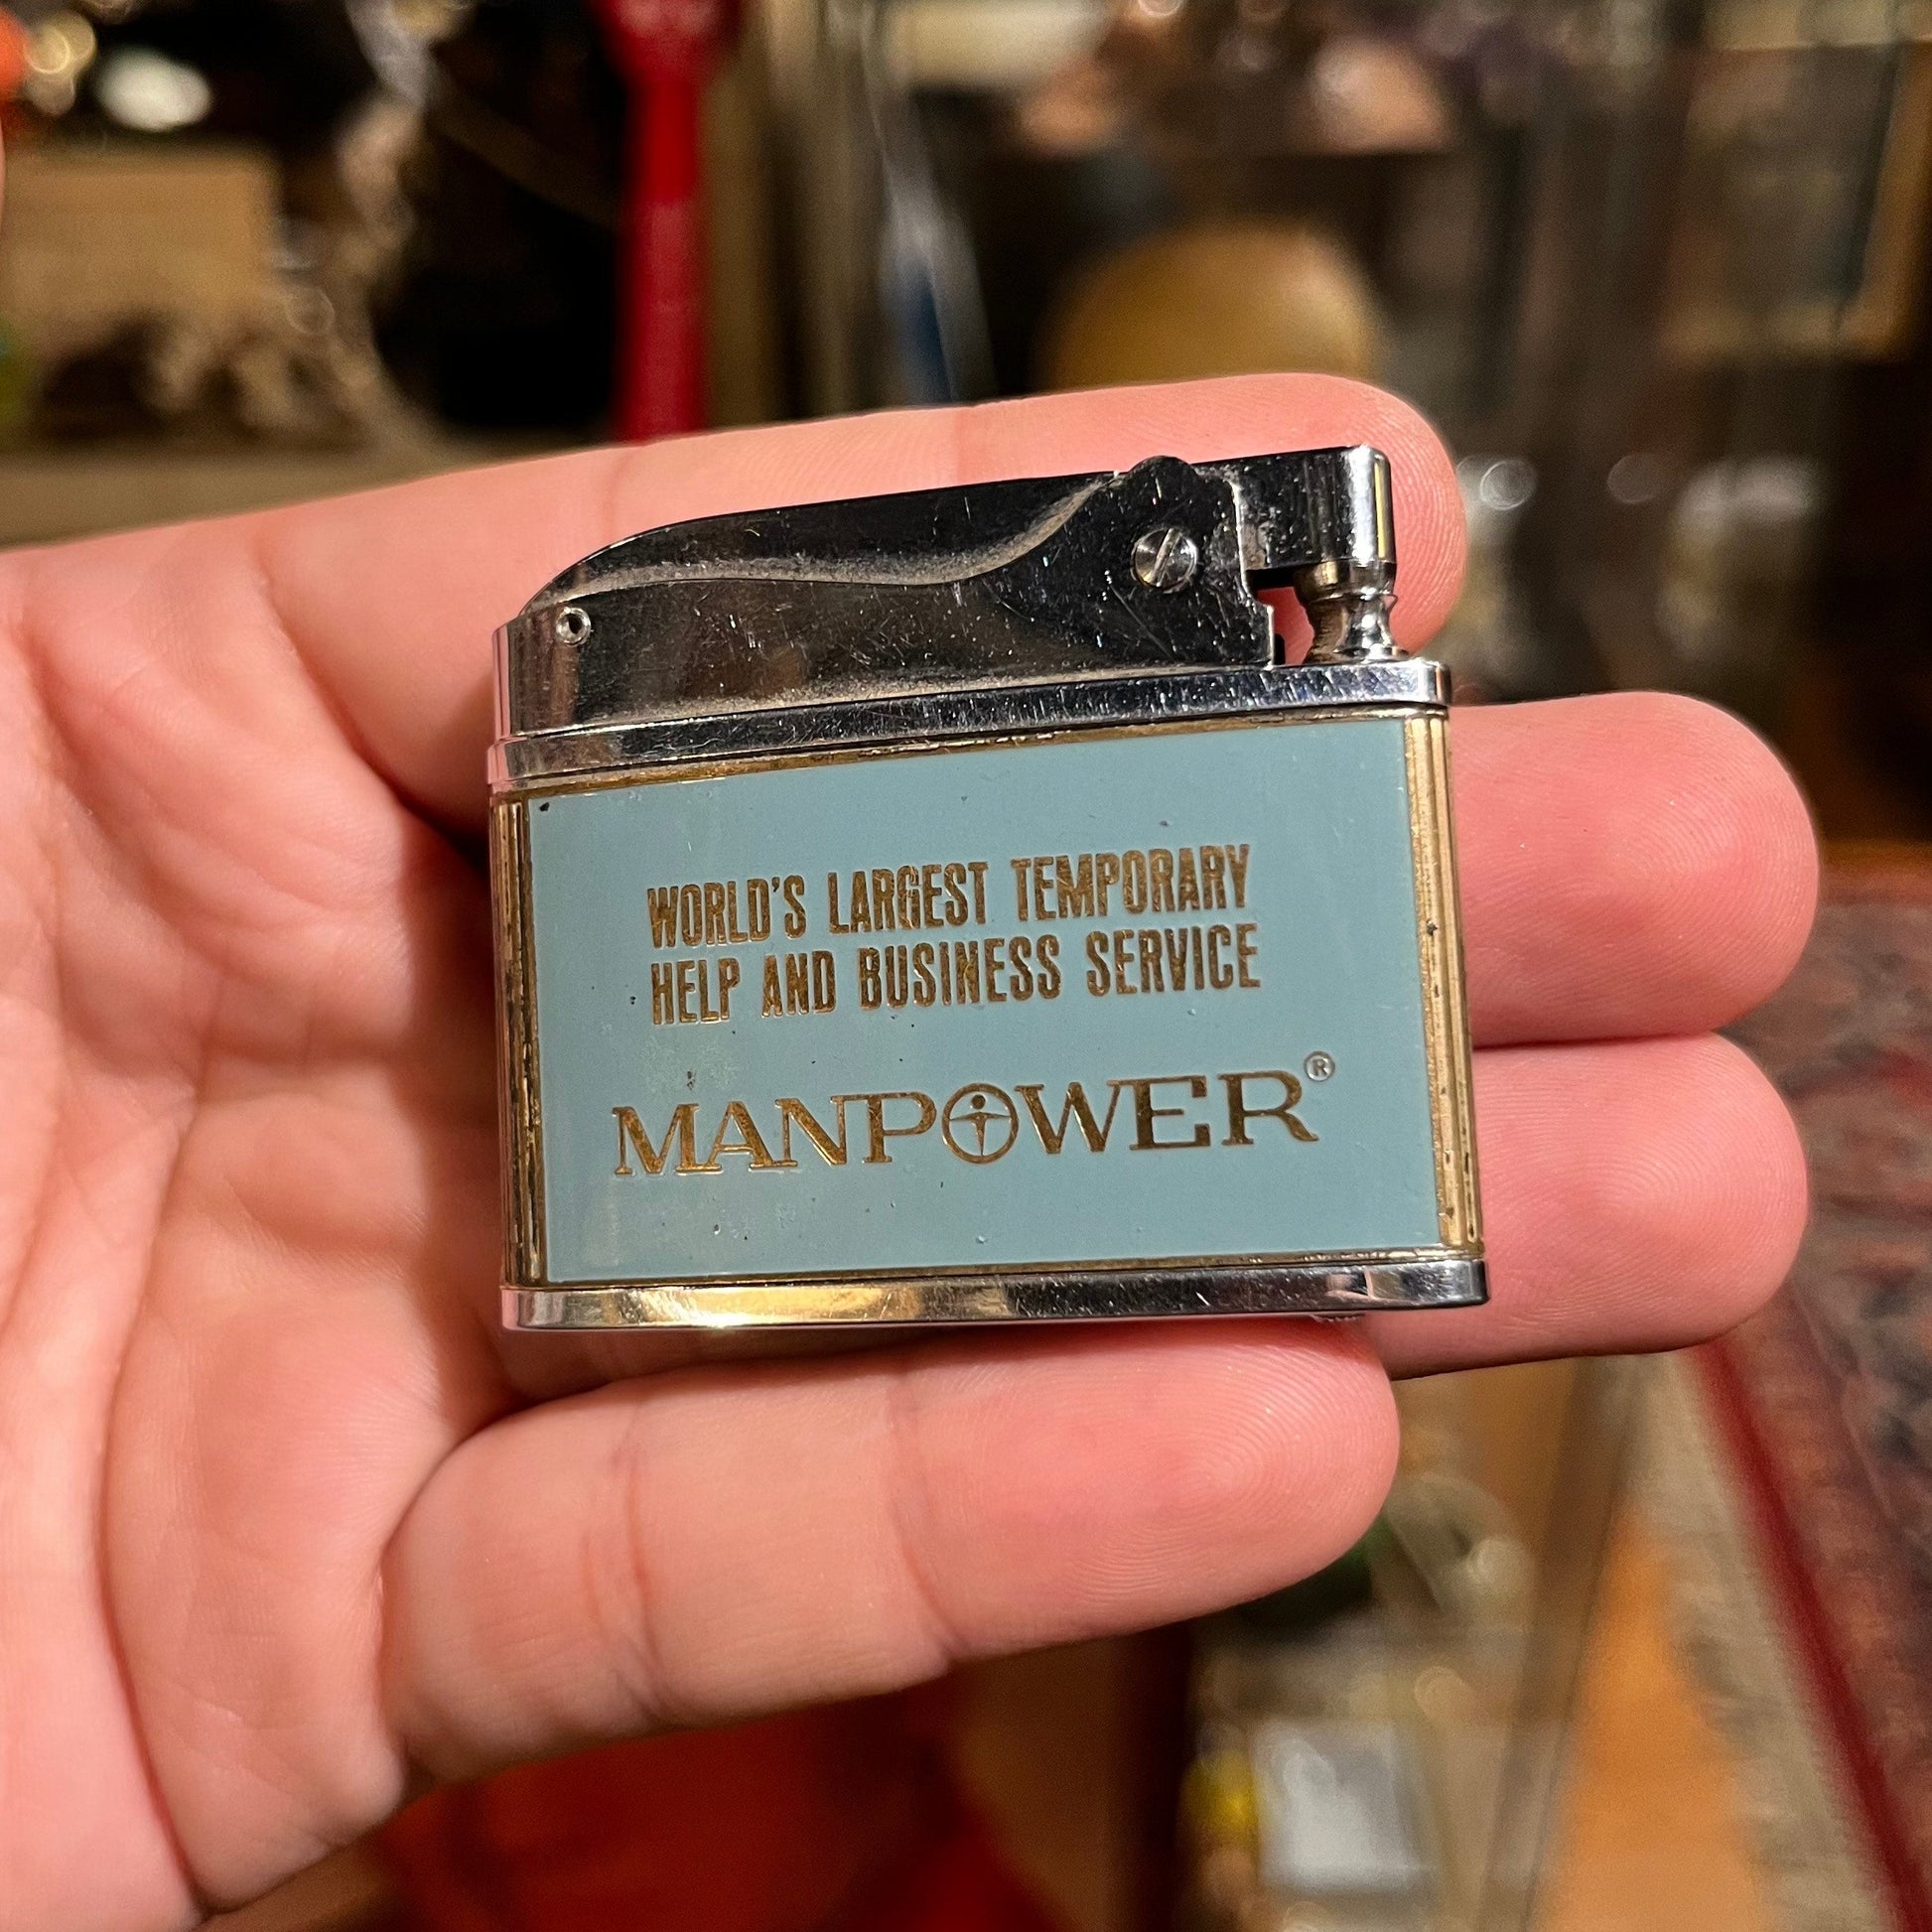 WORLD'S LARGEST TEMPORARY
HELP AND BUSINESS SERVICE
MANPOWER®